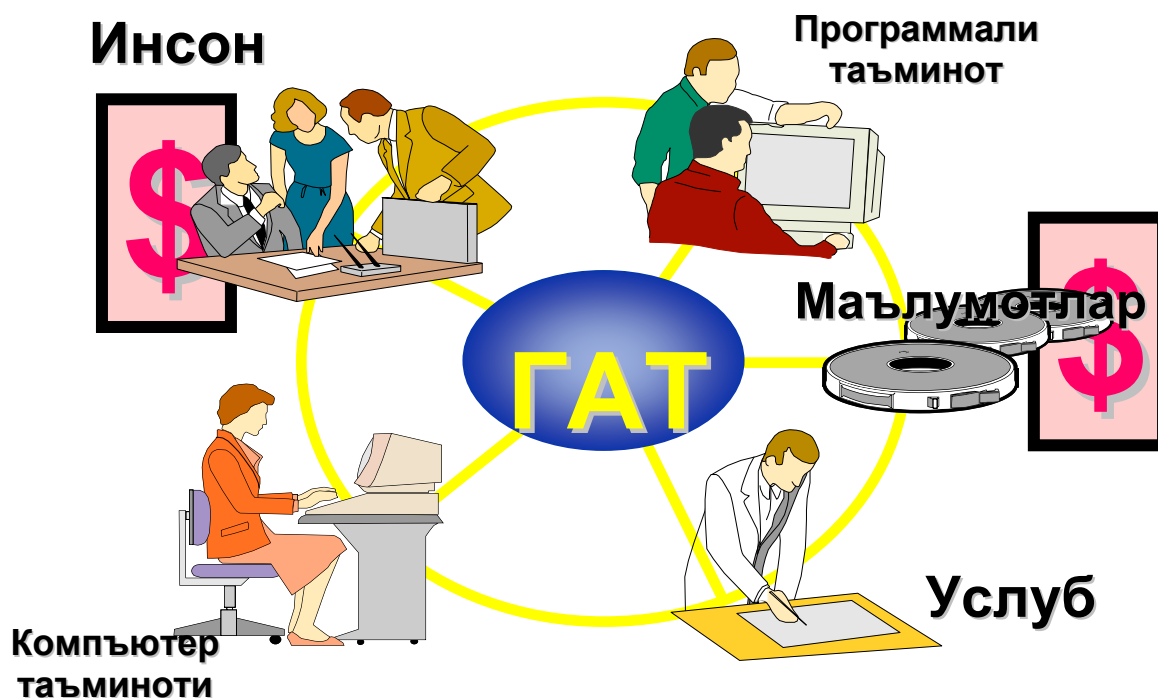 Инсон
Программали
таъминот
$
Маълумотлар
$
ГАТ
Услуб
Компъютер
таъминоти